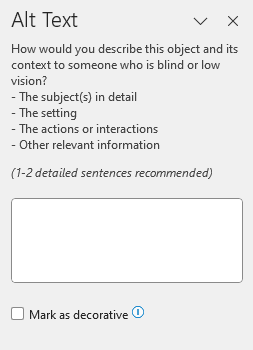 Alt Text
How would you describe this object and its
context to someone who is blind or low
vision?
- The subject(s) in detail
- The setting
- The actions or interactions
- Other relevant information
(1-2 detailed sentences recommended)
Mark as decorative